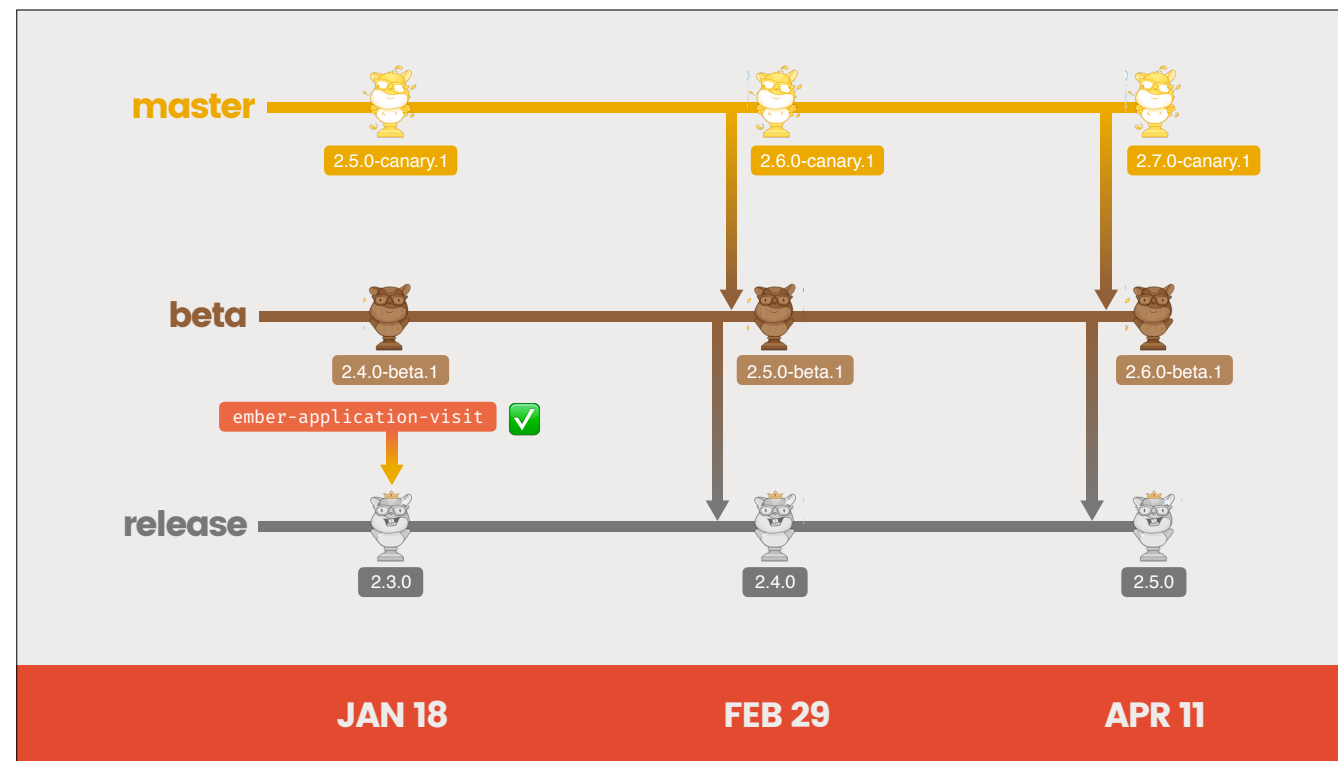 master
2.5.0-canary.1
2.6.0-canary.1
2.7.0-canary.1
beta
2.4.0-beta.1
2.5.0-beta.1
2.6.0-beta.1
ember-application-visit
release
2.3.0
2.4.0
2.5.0
JAN 18
FEB 29
APR 11